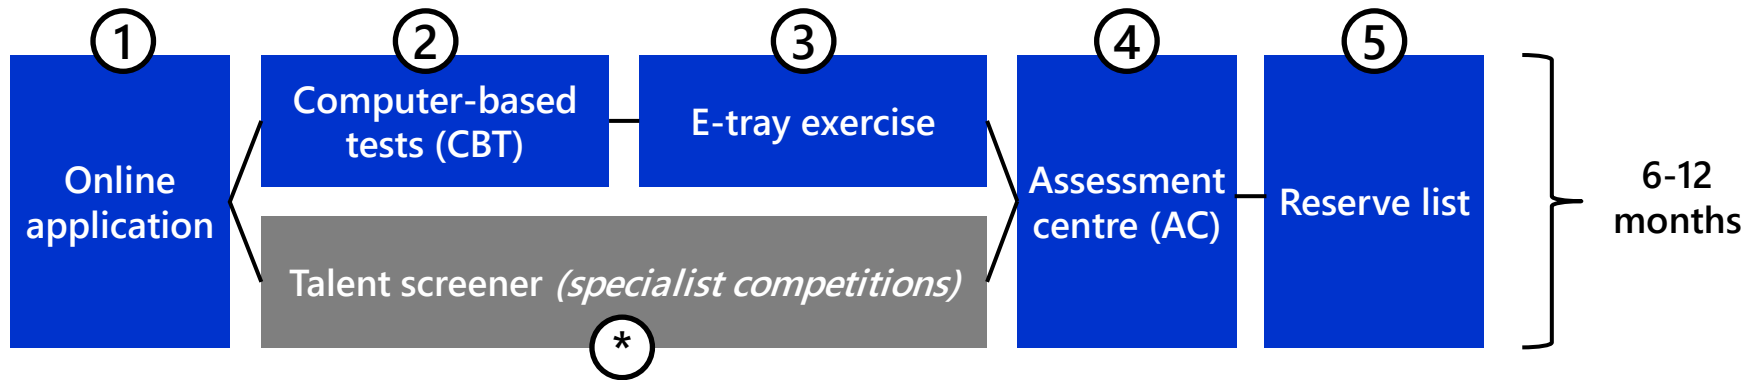 1
Online
application
2
Computer-based
tests (CBT)
3
E-tray exercise
Talent screener (specialist competitions)
*
4
Assessment
centre (AC)
5
Reserve list
6-12
months